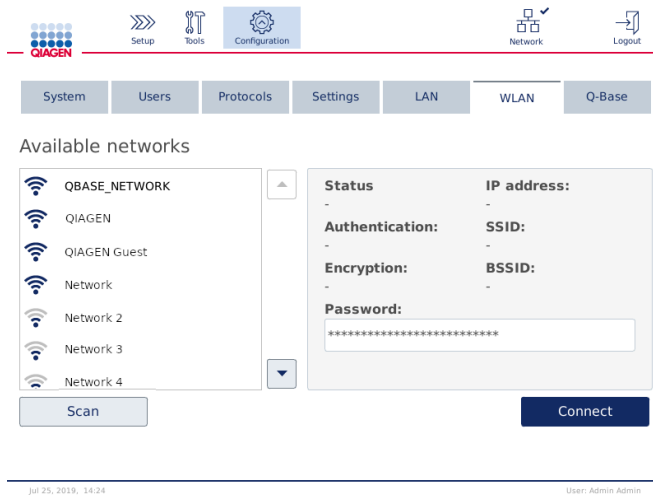 QIAGEN
Setup
Tools
Configuration
Network
Logout
System Users Protocols Settings LAN WLAN Q-Base
Available networks
QBASE_NETWORK
QIAGEN
QIAGEN Guest
Network
Network 2
Network 3
Network 4
Status IP address:
- -
Authentication: SSID:
- -
Encryption: BSSID:
- -
Password:
**************************
Scan
Connect
Jul 25, 2019, 14:24
User: Admin Admin